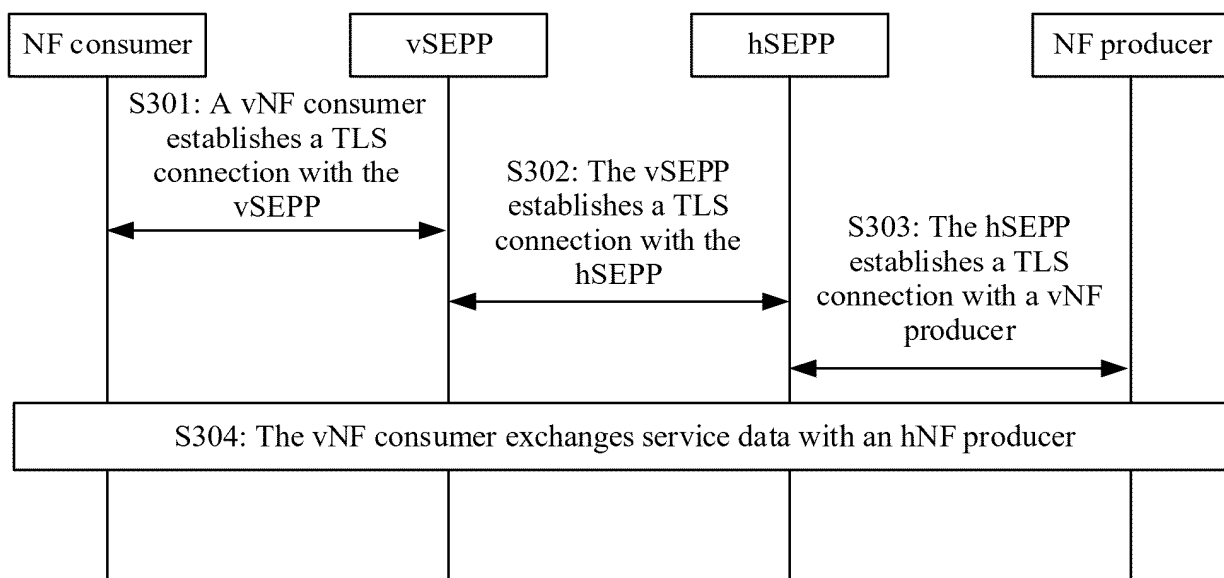 NF consumer
vSEPP
hSEPP
NF producer
S301: A vNF consumer
establishes a TLS
connection with the
vSEPP
S302: The vSEPP
establishes a TLS
connection with the
hSEPP
S303: The hSEPP
establishes a TLS
connection with a vNF
producer
S304: The vNF consumer exchanges service data with an hNF producer